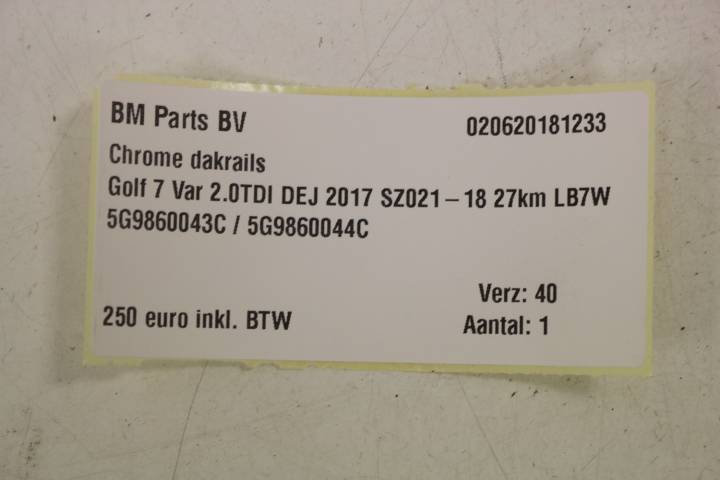 BM Parts BV
020620181233
Chrome dakrails
Golf 7 Var 2.0TDI DEJ 2017 SZ021-18 27km LB7W
5G9860043C / 5G9860044C
Verz: 40
250 euro inkl. BTW
Aantal: 1